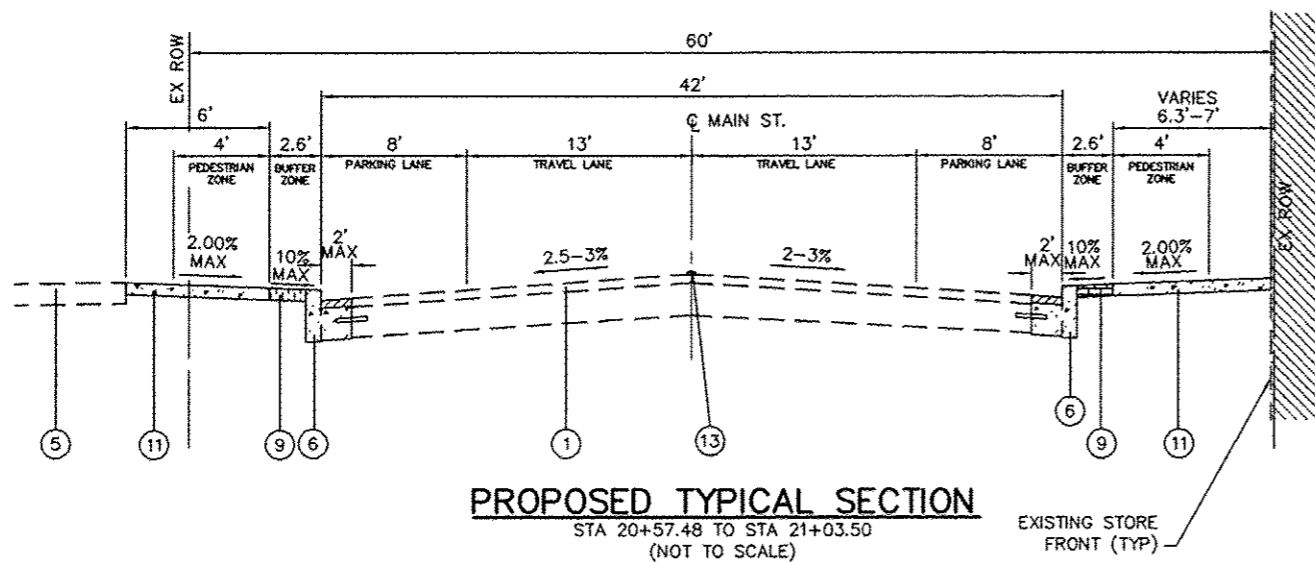 60'
EX ROW
42'
VARIES
6.3'-7'
6'
℄ MAIN ST.
4'
2.6'
8'
13'
13'
8'
2.6'
4'
PEDESTRIAN
ZONE
BUFFER
ZONE
PARKING LANE
TRAVEL LANE
TRAVEL LANE
PARKING LANE
BUFFER
ZONE
PEDESTRIAN
ZONE
EX ROW
2.00%
MAX
10%
MAX
2'
MAX
2.5-3%
2-3%
2'
MAX
10%
MAX
2.00%
MAX
5
11
9
6
1
13
6
9
11
PROPOSED TYPICAL SECTION
STA 20+57.48 TO STA 21+03.50
(NOT TO SCALE)
EXISTING STORE
FRONT (TYP)